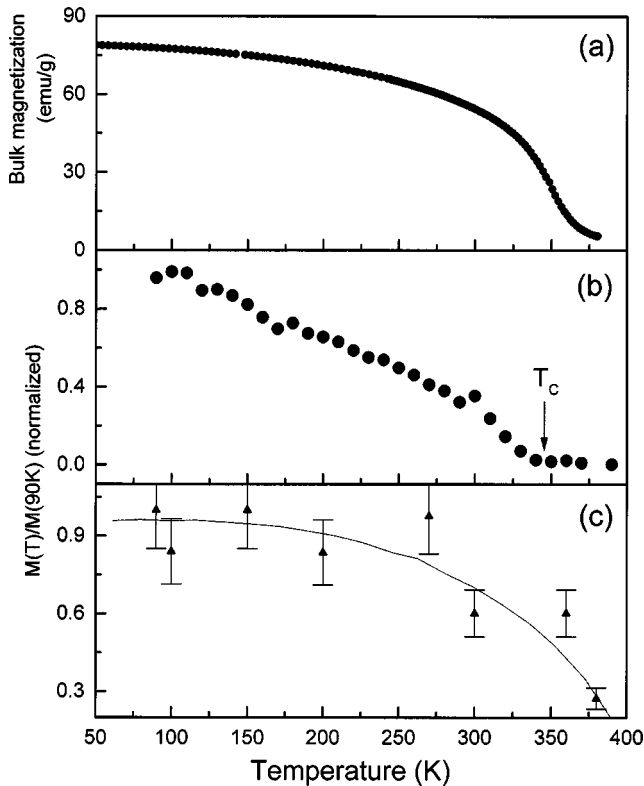 90
60
30
0
Bulk magnetization
(emu/g)
(a)
0.8
0.4
0.0
(b)
T_C
M(T)/M(90K) (normalized)
0.9
0.6
0.3
(c)
50 100 150 200 250 300 350 400
Temperature (K)